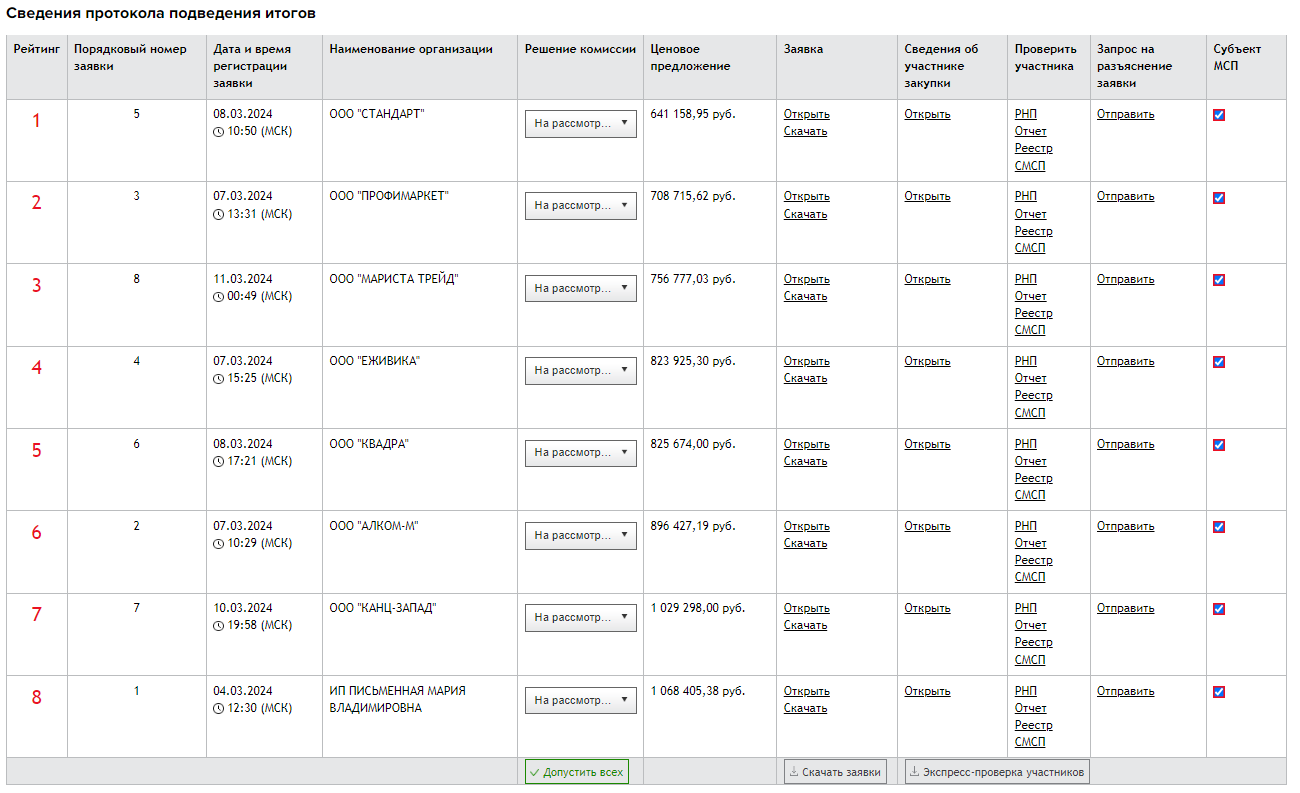 Сведения протокола подведения итогов
Рейтинг Порядковый номер заявки Дата и время регистрации заявки Наименование организации Решение комиссии Ценовое предложение Заявка Сведения об участнике закупки Проверить участника Запрос на разъяснение заявки Субъект МСП
1 5 08.03.2024 ООО "СТАНДАРТ" На рассмотр... 641 158,95 руб. Открыть Открыть РНП Отправить
10:50 (МСК) Скачать Отчет
Реестр
СМСП
2 3 07.03.2024 ООО "ПРОФИМАРКЕТ" На рассмотр... 708 715,62 руб. Открыть Открыть РНП Отправить
13:31 (МСК) Скачать Отчет
Реестр
СМСП
3 8 11.03.2024 ООО "МАРИСТА ТРЕЙД" На рассмотр... 756 777,03 руб. Открыть Открыть РНП Отправить
00:49 (МСК) Скачать Отчет
Реестр
СМСП
4 4 07.03.2024 ООО "ЕЖИВИКА" На рассмотр... 823 925,30 руб. Открыть Открыть РНП Отправить
15:25 (МСК) Скачать Отчет
Реестр
СМСП
5 6 08.03.2024 ООО "КВАДРА" На рассмотр... 825 674,00 руб. Открыть Открыть РНП Отправить
17:21 (МСК) Скачать Отчет
Реестр
СМСП
6 2 07.03.2024 ООО "АЛКОМ-М" На рассмотр... 896 427,19 руб. Открыть Открыть РНП Отправить
10:29 (МСК) Скачать Отчет
Реестр
СМСП
7 7 10.03.2024 ООО "КАНЦ-ЗАПАД" На рассмотр... 1 029 298,00 руб. Открыть Открыть РНП Отправить
19:58 (МСК) Скачать Отчет
Реестр
СМСП
8 1 04.03.2024 ИП ПИСЬМЕННАЯ МАРИЯ На рассмотр... 1 068 405,38 руб. Открыть Открыть РНП Отправить
12:30 (МСК) ВЛАДИМИРОВНА Скачать Отчет
Реестр
СМСП
Допустить всех Скачать заявки Экспресс-проверка участников